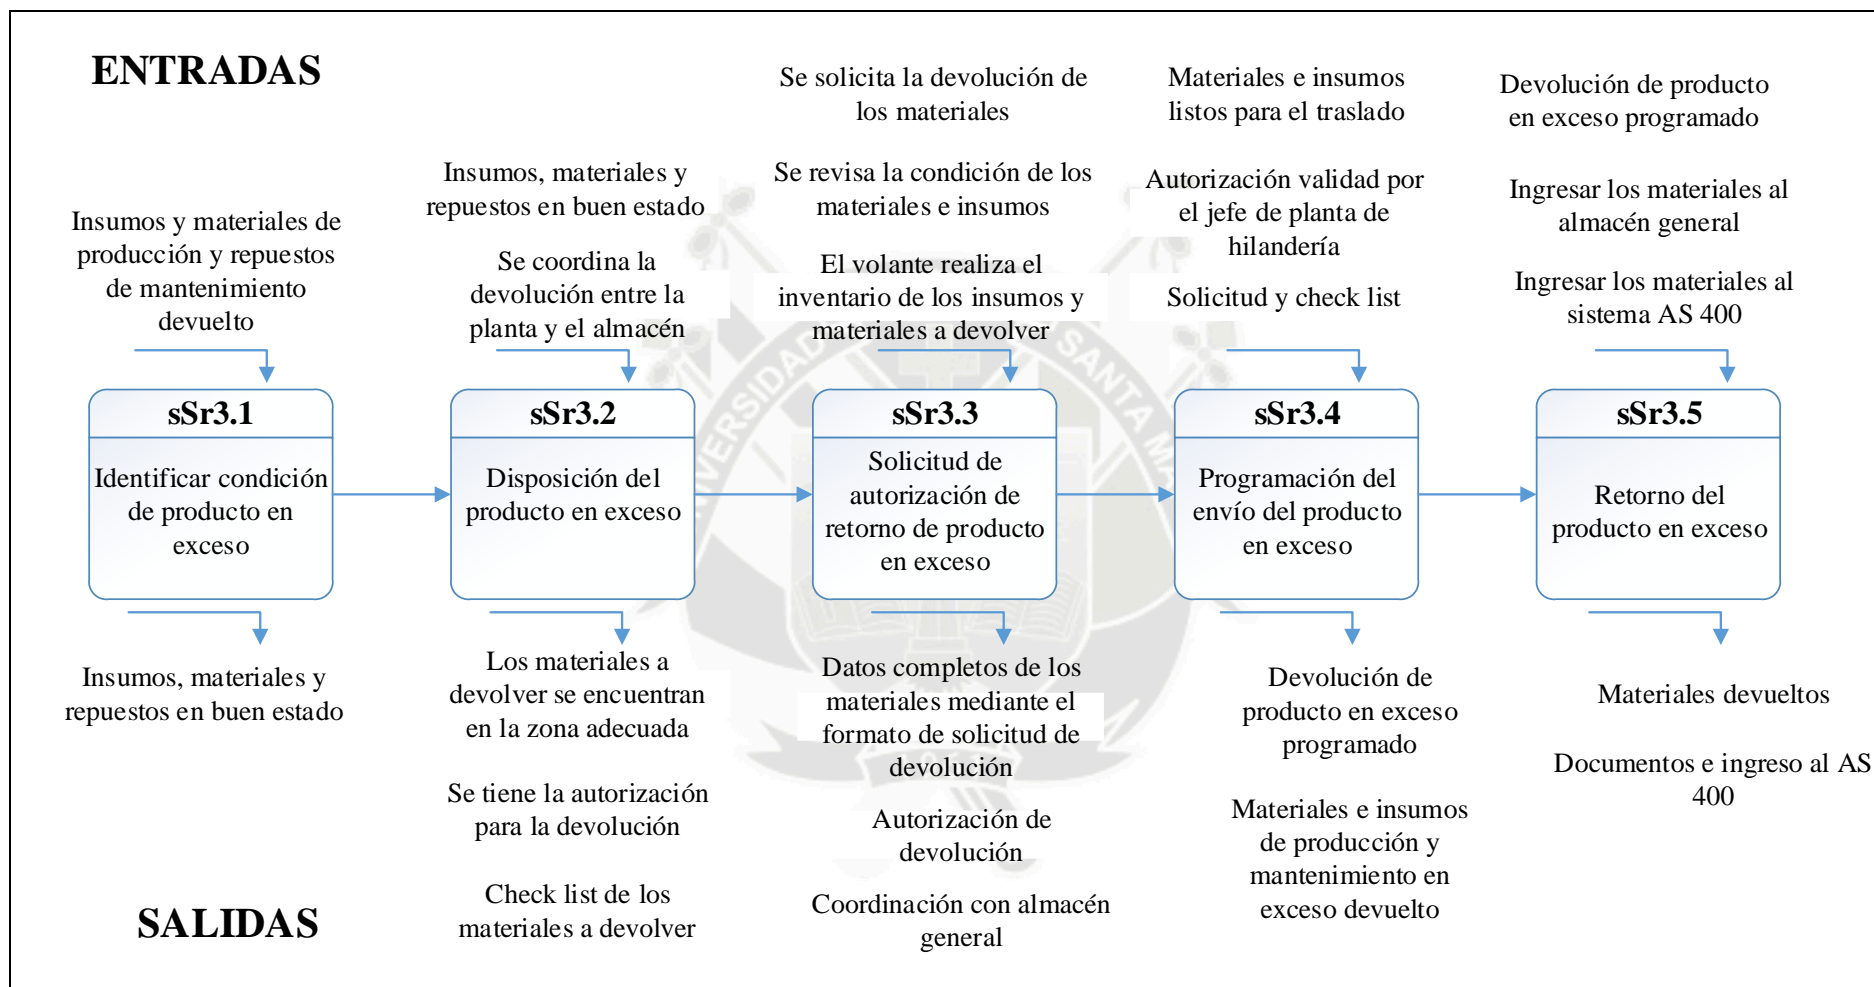 ENTRADAS
Insumos y materiales de
producción y repuestos
de mantenimiento
devuelto
Insumos, materiales y
repuestos en buen estado
Se coordina la
devolución entre la
planta y el almacén
Se solicita la devolución de
los materiales
Se revisa la condición de los
materiales e insumos
El volante realiza el
inventario de los insumos y
materiales a devolver
Materiales e insumos
listos para el traslado
Autorización validad por
el jefe de planta de
hilandería
Solicitud y check list
Devolución de producto
en exceso programado
Ingresar los materiales al
almacén general
Ingresar los materiales al
sistema AS 400
sSr3.1
Identificar condición
de producto en
exceso
sSr3.2
Disposición del
producto en exceso
sSr3.3
Solicitud de
autorización de
retorno de producto
en exceso
sSr3.4
Programación del
envío del producto
en exceso
sSr3.5
Retorno del
producto en exceso
Insumos, materiales y
repuestos en buen estado
Los materiales a
devolver se encuentran
en la zona adecuada
Se tiene la autorización
para la devolución
Check list de los
materiales a devolver
Datos completos de los
materiales mediante el
formato de solicitud de
devolución
Autorización de
devolución
Coordinación con almacén
general
Devolución de
producto en exceso
programado
Materiales e insumos
de producción y
mantenimiento en
exceso devuelto
Materiales devueltos
Documentos e ingreso al AS
400
SALIDAS